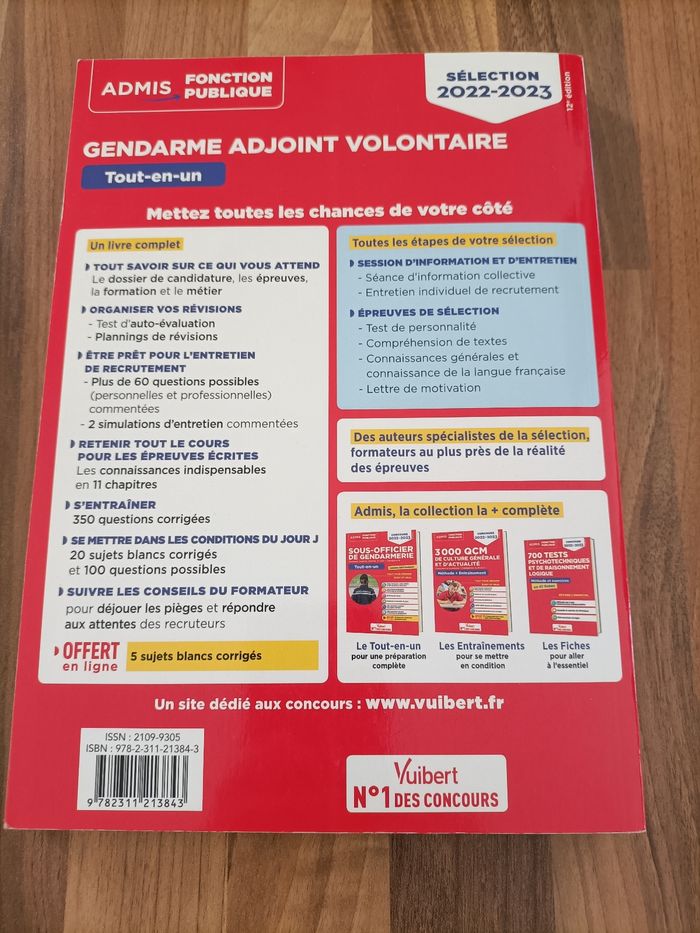 ADMIS
FONCTION
PUBLIQUE
SÉLECTION
2022-2023
12e édition
GENDARME ADJOINT VOLONTAIRE
Tout-en-un
Mettez toutes les chances de votre côté
Un livre complet
TOUT SAVOIR SUR CE QUI VOUS ATTEND
Le dossier de candidature, les épreuves,
la formation et le métier
ORGANISER VOS RÉVISIONS
- Test d'auto-évaluation
- Plannings de révisions
ÊTRE PRÊT POUR L'ENTRETIEN
DE RECRUTEMENT
- Plus de 60 questions possibles
(personnelles et professionnelles)
commentées
- 2 simulations d'entretien commentées
RETENIR TOUT LE COURS
POUR LES ÉPREUVES ÉCRITES
Les connaissances indispensables
en 11 chapitres
S'ENTRAÎNER
350 questions corrigées
SE METTRE DANS LES CONDITIONS DU JOUR J
20 sujets blancs corrigés
et 100 questions possibles
SUIVRE LES CONSEILS DU FORMATEUR
pour déjouer les pièges et répondre
aux attentes des recruteurs
OFFERT
en ligne
5 sujets blancs corrigés
Toutes les étapes de votre sélection
SESSION D'INFORMATION ET D'ENTRETIEN
- Séance d'information collective
- Entretien individuel de recrutement
ÉPREUVES DE SÉLECTION
- Test de personnalité
- Compréhension de textes
- Connaissances générales et
connaissance de la langue française
- Lettre de motivation
Des auteurs spécialistes de la sélection,
formateurs au plus près de la réalité
des épreuves
Admis, la collection la + complète
SOUS-OFFICIER
DE GENDARMERIE
Tout-en-un
Vuibert
3000 QCM
DE CULTURE GÉNÉRALE
ET D'ACTUALITÉ
Méthode + Entraînement
Vuibert
700 TESTS
PSYCHOTECHNIQUES
ET DE RAISONNEMENT
LOGIQUE
Vuibert
Le Tout-en-un
pour une préparation
complète
Les Entraînements
pour se mettre
en condition
Les Fiches
pour aller
à l'essentiel
Un site dédié aux concours : www.vuibert.fr
ISSN : 2109-9305
ISBN : 978-2-311-21384-3
9 782311 213843
Vuibert
N°1 DES CONCOURS